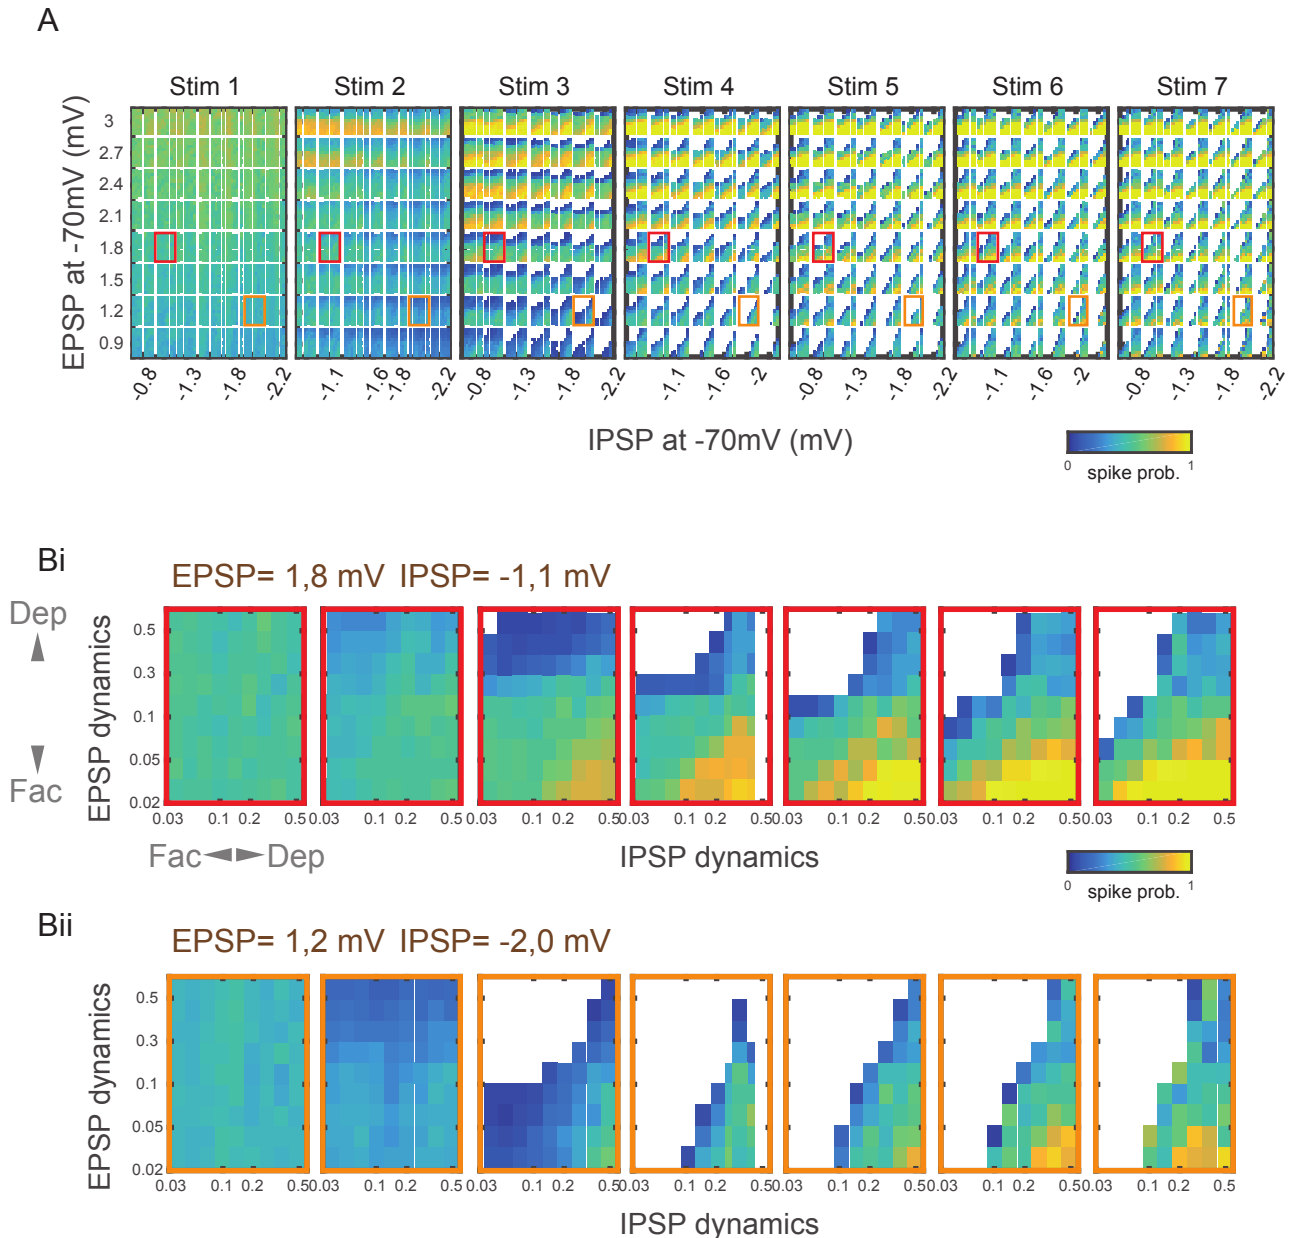 A
Stim 1 Stim 2 Stim 3 Stim 4 Stim 5 Stim 6 Stim 7
EPSP at -70mV (mV)
3
2.7
2.4
2.1
1.8
1.5
1.2
0.9
-0.8 -1.3 -1.8 -2.2 -1.1 -1.6 -1.8 -2.2 -0.8 -1.3 -1.8 -2.2 -1.1 -2 -0.8 -1.3 -1.8 -2.2 -1.1 -2 -0.8 -1.3 -1.8 -2.2
IPSP at -70mV (mV)
0 1
spike prob.
Bi
EPSP= 1,8 mV IPSP= -1,1 mV
Dep
Fac
EPSP dynamics
0.5
0.3
0.1
0.05
0.02
0.03 0.1 0.2 0.5 0.03 0.1 0.2 0.5 0.03 0.1 0.2 0.5 0.03 0.1 0.2 0.5 0.03 0.1 0.2 0.5 0.03 0.1 0.2 0.5 0.03 0.1 0.2 0.5
Fac Dep
IPSP dynamics
0 1
spike prob.
Bii
EPSP= 1,2 mV IPSP= -2,0 mV
EPSP dynamics
0.5
0.3
0.1
0.05
0.02
0.03 0.1 0.2 0.5 0.03 0.1 0.2 0.5 0.03 0.1 0.2 0.5 0.03 0.1 0.2 0.5 0.03 0.1 0.2 0.5 0.03 0.1 0.2 0.5 0.03 0.1 0.2 0.5
IPSP dynamics